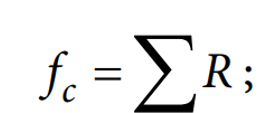 f_c = ∑ R ;